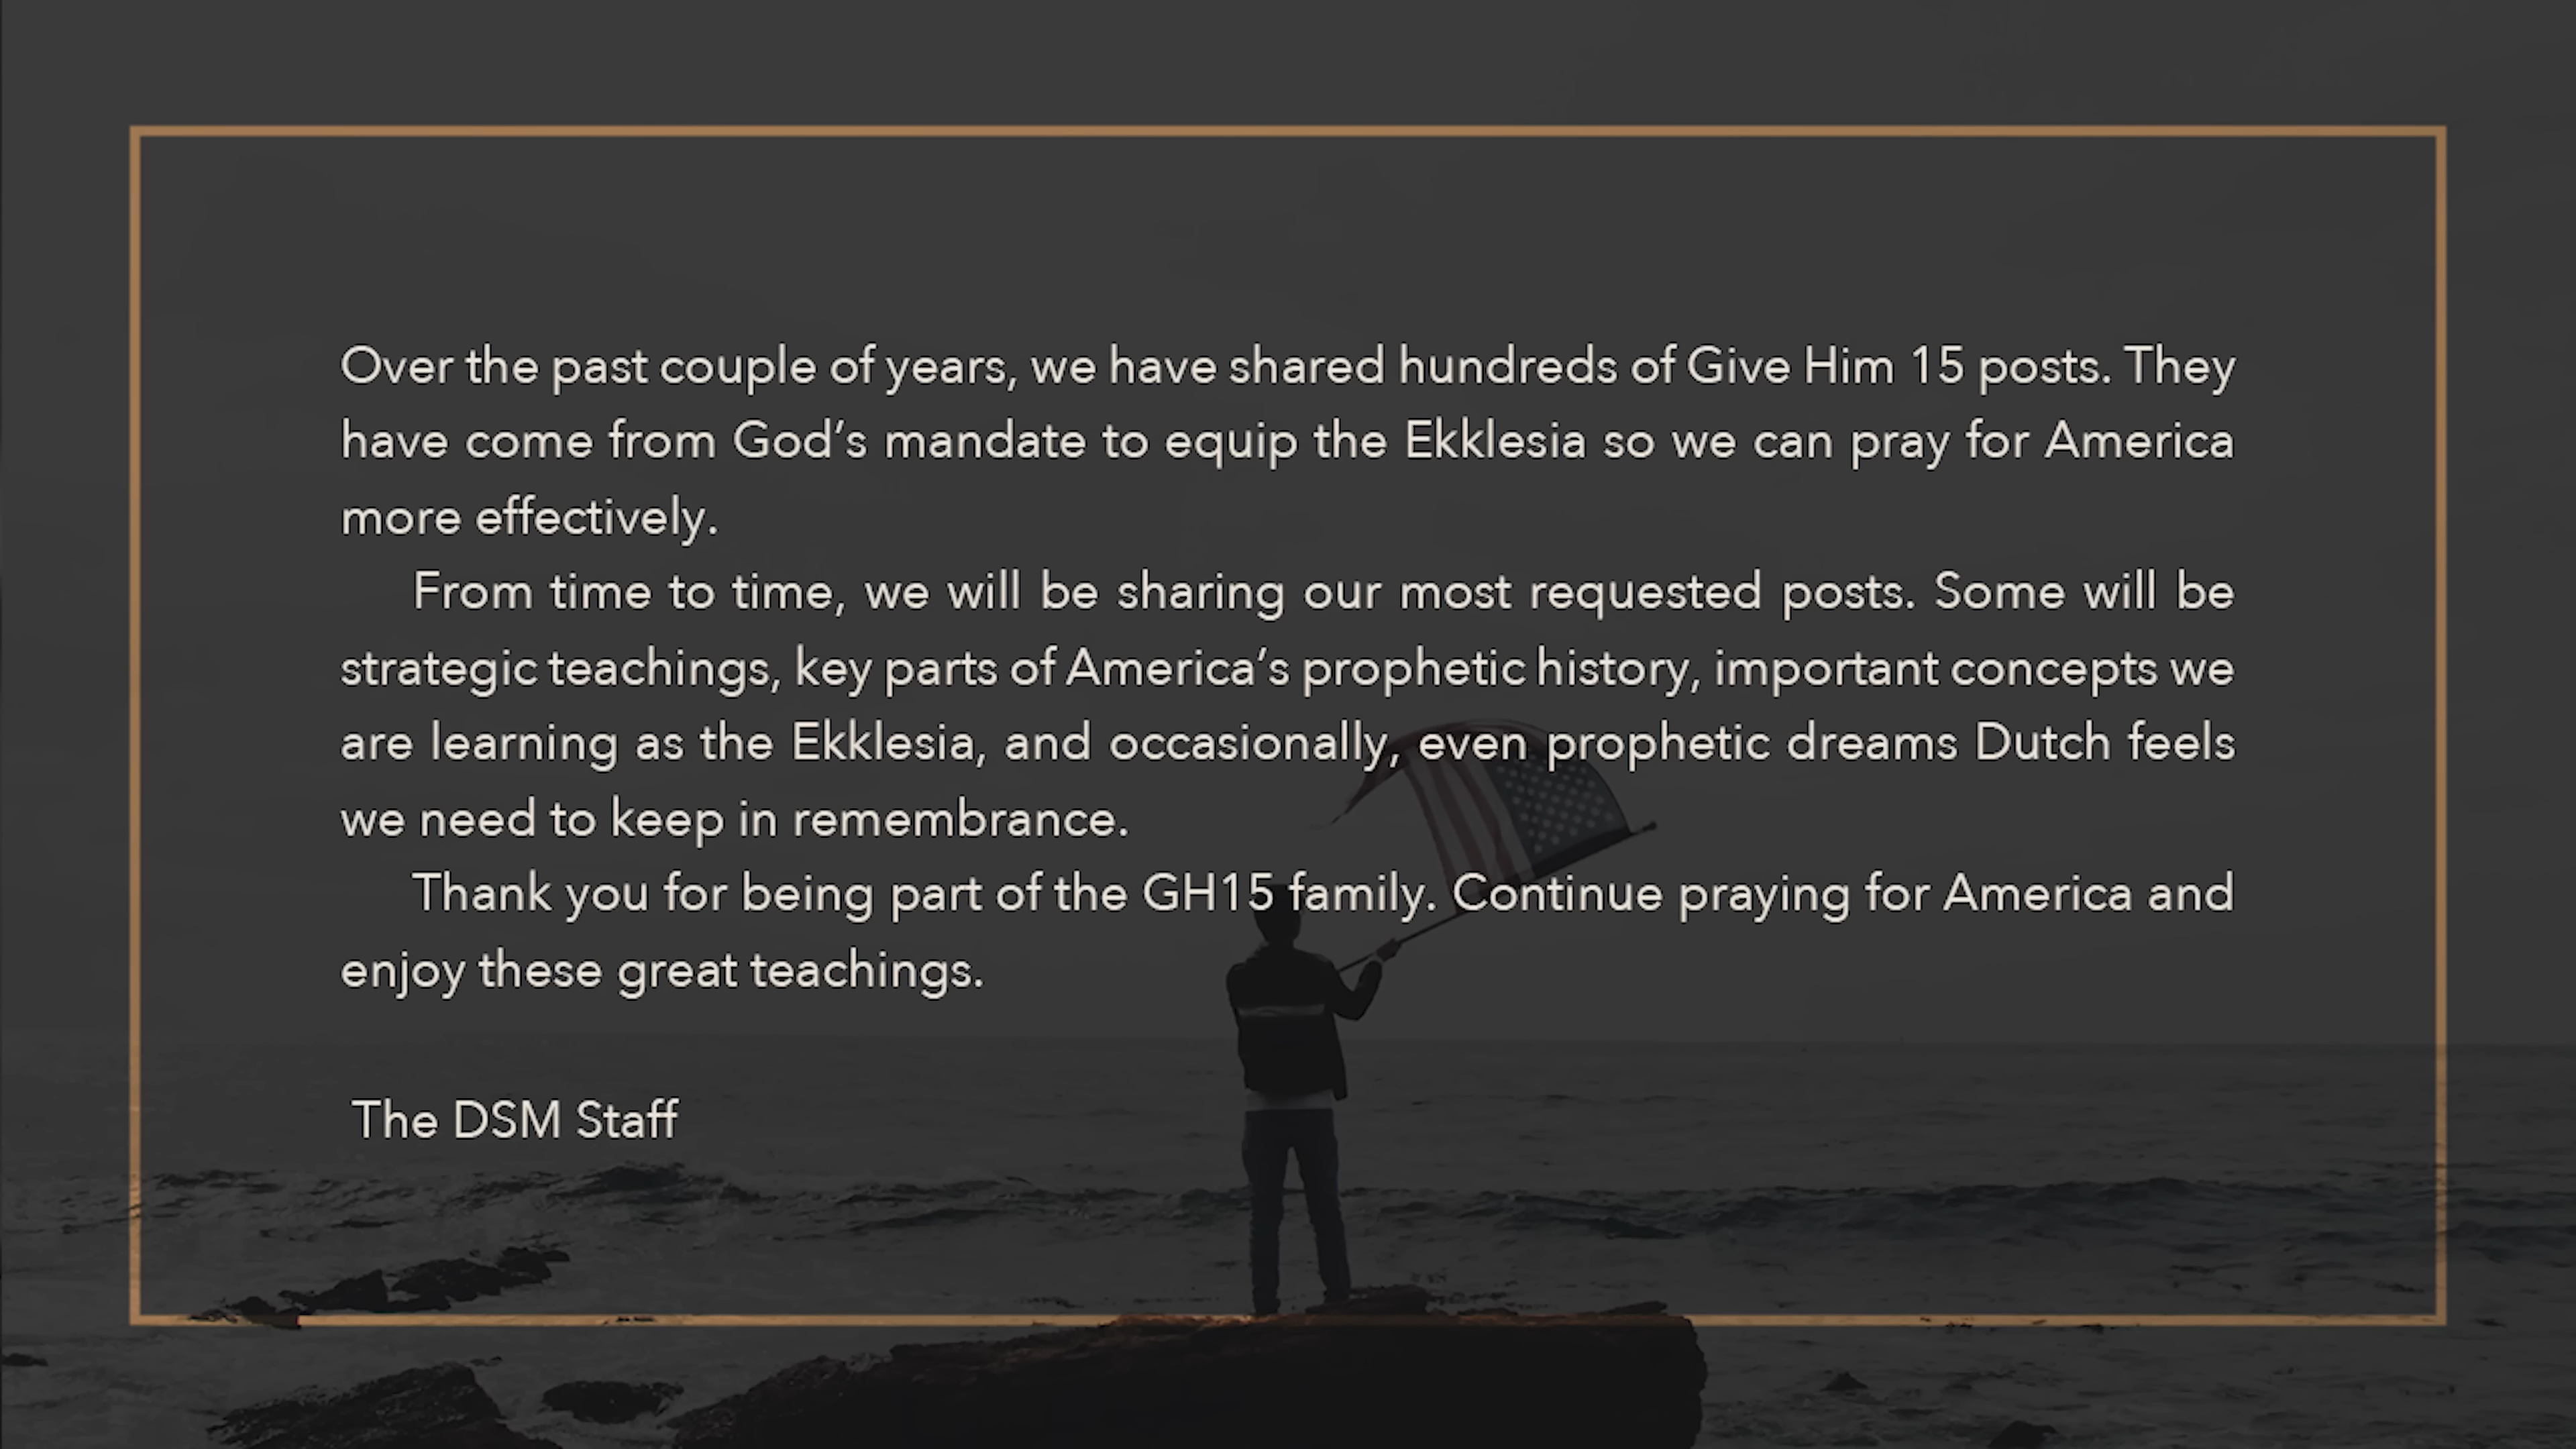 Over the past couple of years, we have shared hundreds of Give Him 15 posts. They
have come from God’s mandate to equip the Ekklesia so we can pray for America
more effectively.
From time to time, we will be sharing our most requested posts. Some will be
strategic teachings, key parts of America’s prophetic history, important concepts we
are learning as the Ekklesia, and occasionally, even prophetic dreams Dutch feels
we need to keep in remembrance.
Thank you for being part of the GH15 family. Continue praying for America and
enjoy these great teachings.
The DSM Staff